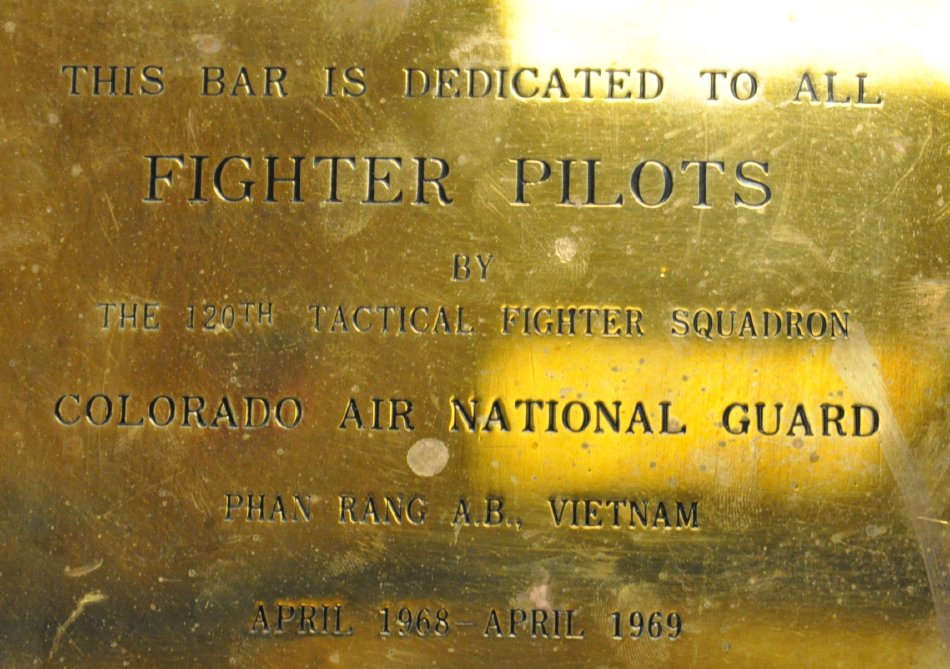 THIS BAR IS DEDICATED TO ALL
FIGHTER PILOTS
BY
THE 120TH TACTICAL FIGHTER SQUADRON
COLORADO AIR NATIONAL GUARD
PHAN RANG A.B., VIETNAM
APRIL 1968 – APRIL 1969